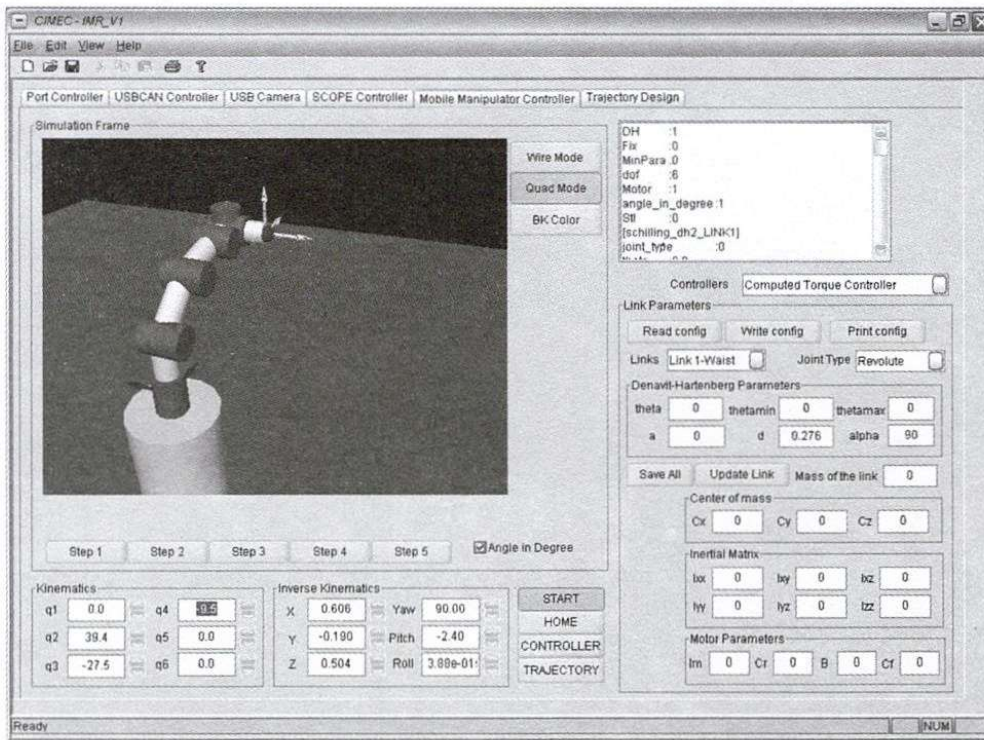 CIMEC - IMR_V1
File Edit View Help
Port Controller USBCAN Controller USB Camera SCOPE Controller Mobile Manipulator Controller Trajectory Design
Simulation Frame
Wire Mode
Quad Mode
BK Color
Step 1 Step 2 Step 3 Step 4 Step 5 Angle in Degree
Kinematics
q1 0.0 q4 -9.5
q2 39.4 q5 0.0
q3 -27.5 q6 0.0
Inverse Kinematics
X 0.606 Yaw 90.00
Y -0.190 Pitch -2.40
Z 0.504 Roll 3.88e-01
START
HOME
CONTROLLER
TRAJECTORY
DH :1
Fix :0
MinPara :0
dof :6
Motor :1
angle_in_degree :1
Stl :0
[schilling_dh2_LINK1]
joint_type :0
Controllers Computed Torque Controller
Link Parameters
Read config Write config Print config
Links Link 1-Waist Joint Type Revolute
Denavit-Hartenberg Parameters
theta 0 thetamin 0 thetamax 0
a 0 d 0.276 alpha 90
Save All Update Link Mass of the link 0
Center of mass
Cx 0 Cy 0 Cz 0
Inertial Matrix
Ixx 0 Ixy 0 Ixz 0
Iyy 0 Iyz 0 Izz 0
Motor Parameters
Im 0 Cr 0 B 0 Cf 0
Ready NUM